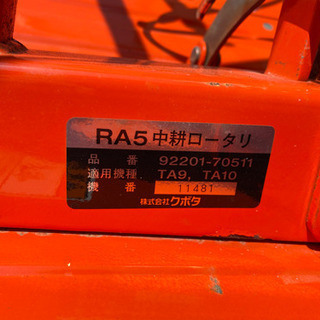 RA5 中耕ロータリ
品番 92201-70511
適用機種 TA9, TA10
機番 11481
株式会社クボタ